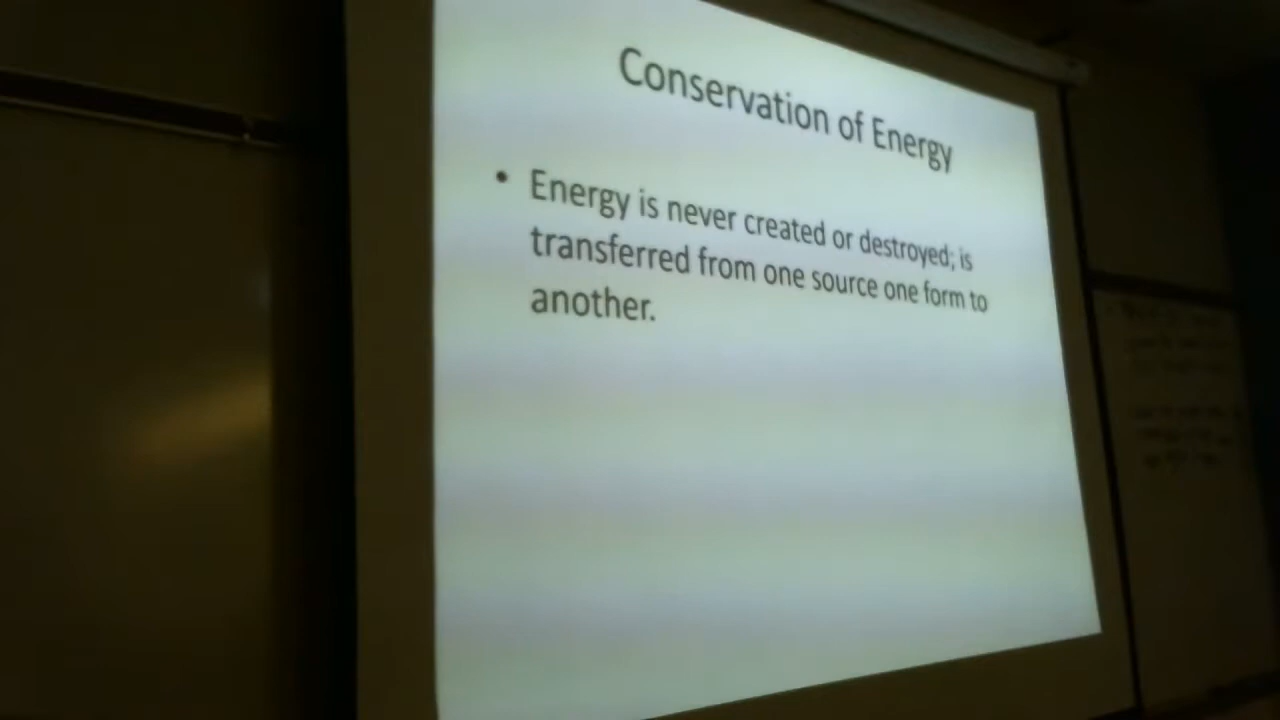 Conservation of Energy
• Energy is never created or destroyed; is
transferred from one source one form to
another.